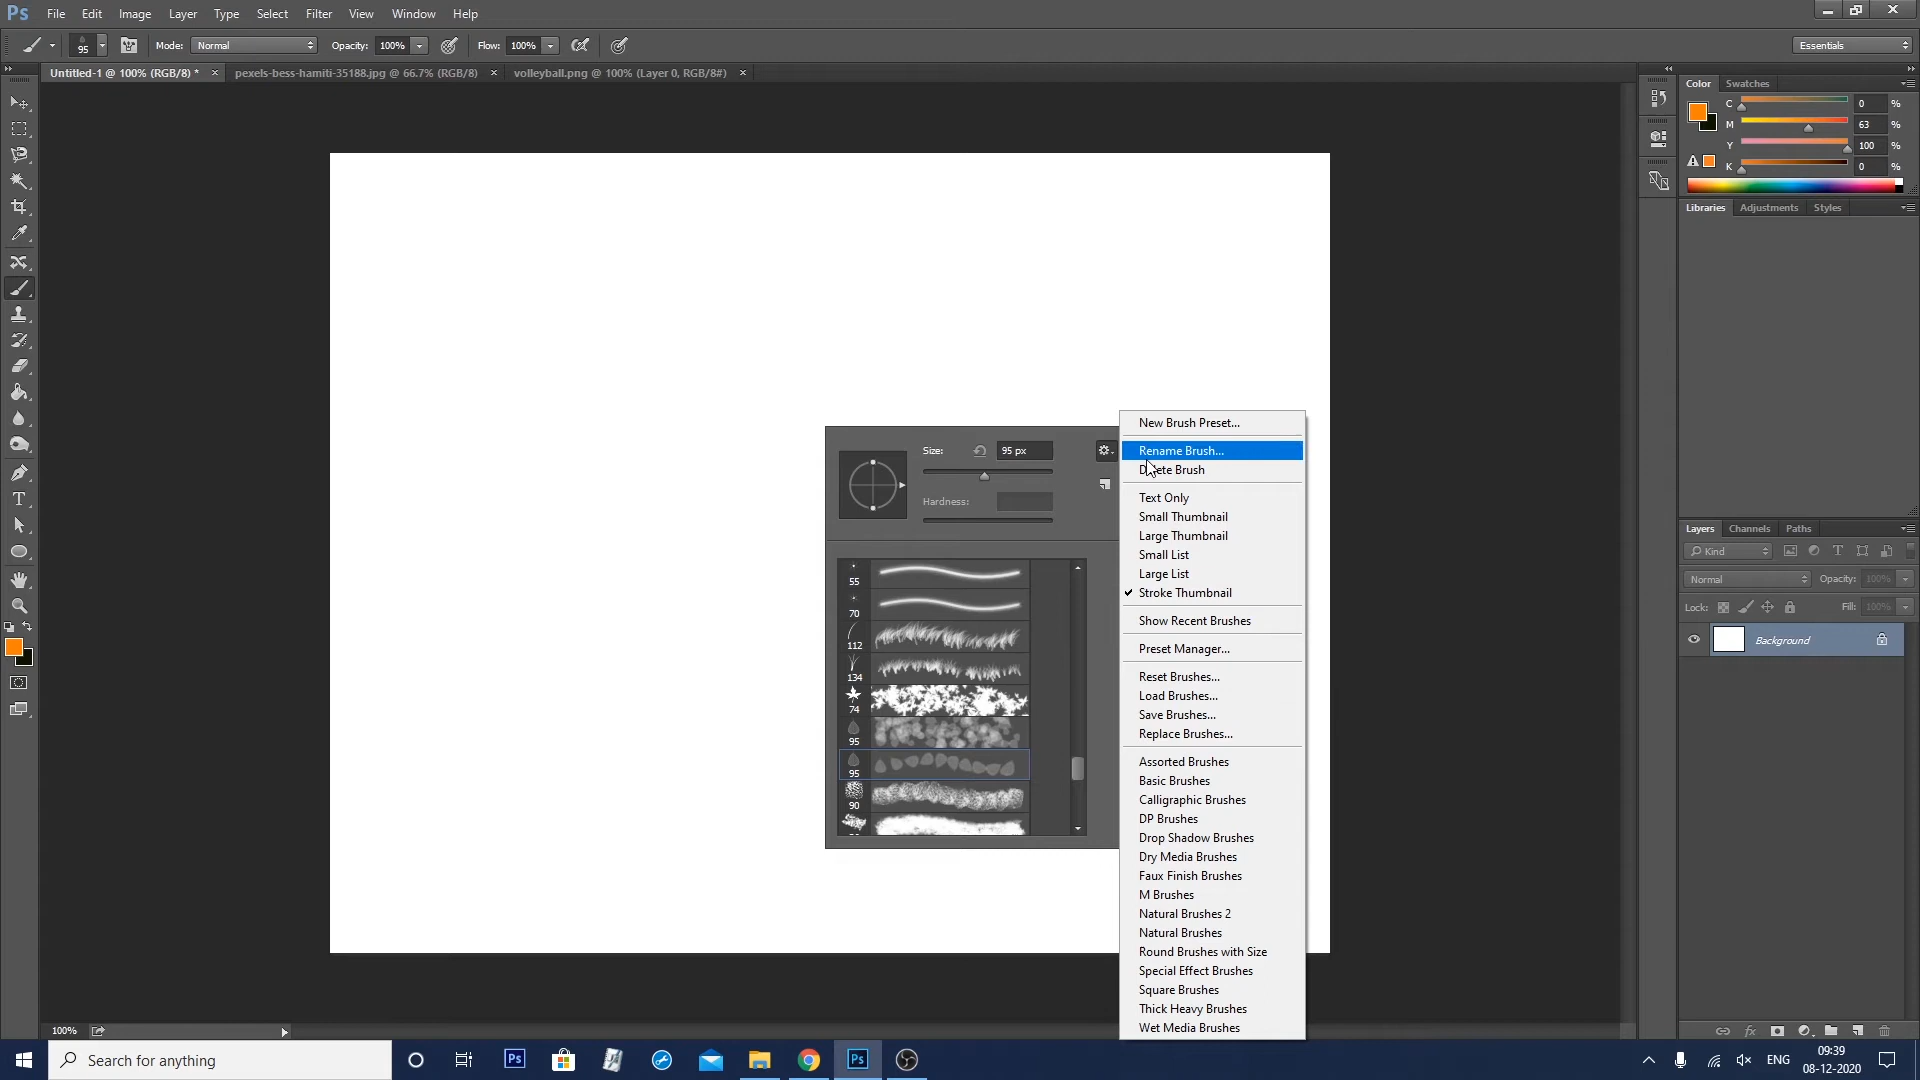 Ps File Edit Image Layer Type Select Filter View Window Help
95 Mode: Normal Opacity: 100% Flow: 100% Essentials
Untitled-1 @ 100% (RGB/8) * × pexels-bess-hamiti-35188.jpg @ 66.7% (RGB/8) × volleyball.png @ 100% (Layer 0, RGB/8#) ×
Color Swatches
C 0 %
M 63 %
Y 100 %
K 0 %
Libraries Adjustments Styles
Size: 95 px
Hardness:
55
70
112
134
74
95
95
90
New Brush Preset...
Rename Brush...
Delete Brush
Text Only
Small Thumbnail
Large Thumbnail
Small List
Large List
Stroke Thumbnail
Show Recent Brushes
Preset Manager...
Reset Brushes...
Load Brushes...
Save Brushes...
Replace Brushes...
Assorted Brushes
Basic Brushes
Calligraphic Brushes
DP Brushes
Drop Shadow Brushes
Dry Media Brushes
Faux Finish Brushes
M Brushes
Natural Brushes 2
Natural Brushes
Round Brushes with Size
Special Effect Brushes
Square Brushes
Thick Heavy Brushes
Wet Media Brushes
Layers Channels Paths
Kind
Normal Opacity: 100%
Lock: Fill: 100%
Background
fx
100%
Search for anything Ps Ps ENG
09:39
08-12-2020